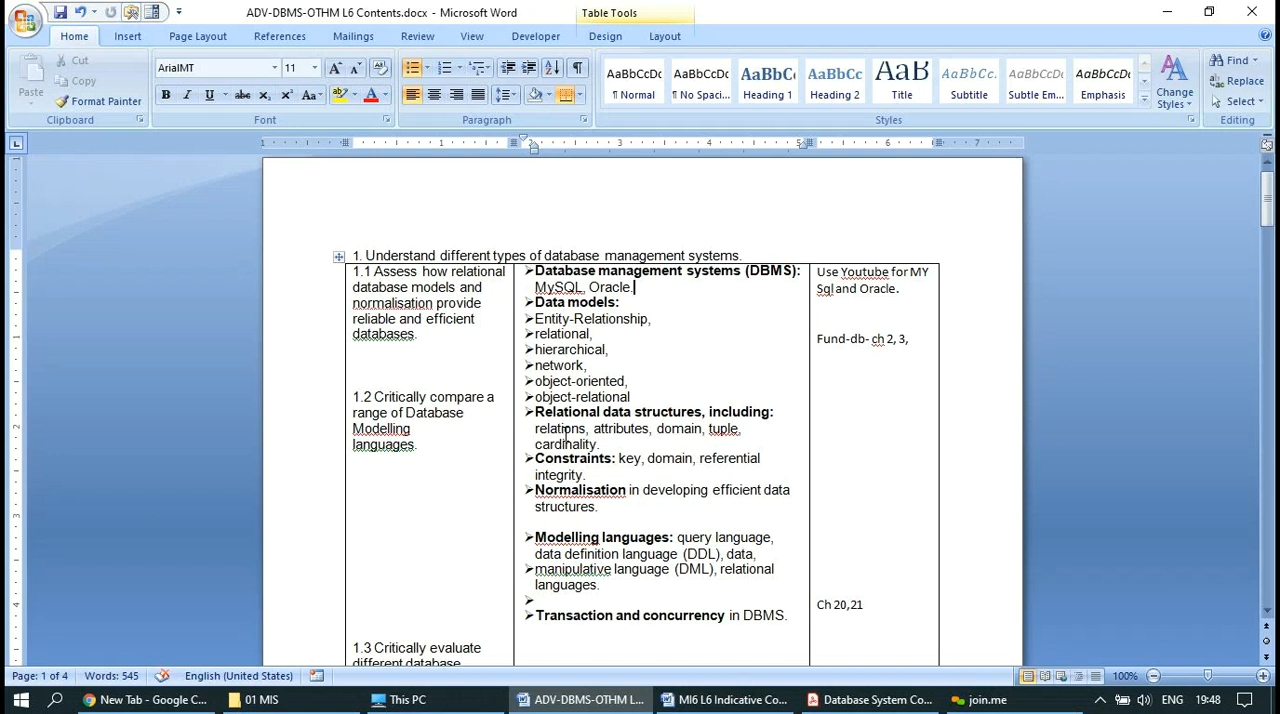 ADV-DBMS-OTHM L6 Contents.docx - Microsoft Word
Table Tools
Home Insert Page Layout References Mailings Review View Developer Design Layout
Paste
Cut
Copy
Format Painter
Clipboard
ArialMT 11
B I U abc X₂ X² Aa
Font
Paragraph
AaBbCcDc AaBbCcDc AaBbC AaBbCc AaB AaBbCcL AaBbCcDc AaBbCcDc
¶ Normal ¶ No Spaci... Heading 1 Heading 2 Title Subtitle Subtle Em... Emphasis
Change Styles
Styles
Find
Replace
Select
Editing
1. Understand different types of database management systems.
1.1 Assess how relational
database models and
normalisation provide
reliable and efficient
databases.
1.2 Critically compare a
range of Database
Modelling
languages.
1.3 Critically evaluate
different database
Database management systems (DBMS):
MySQL, Oracle.
Data models:
Entity-Relationship,
relational,
hierarchical,
network,
object-oriented,
object-relational
Relational data structures, including:
relations, attributes, domain, tuple,
cardinality.
Constraints: key, domain, referential
integrity.
Normalisation in developing efficient data
structures.
Modelling languages: query language,
data definition language (DDL), data,
manipulative language (DML), relational
languages.
Transaction and concurrency in DBMS.
Use Youtube for MY
Sql and Oracle.
Fund-db- ch 2, 3,
Ch 20,21
Page: 1 of 4 Words: 545 English (United States) 100%
New Tab - Google C... 01 MIS This PC ADV-DBMS-OTHM L... MI6 L6 Indicative Co... Database System Co... join.me ENG 19:48